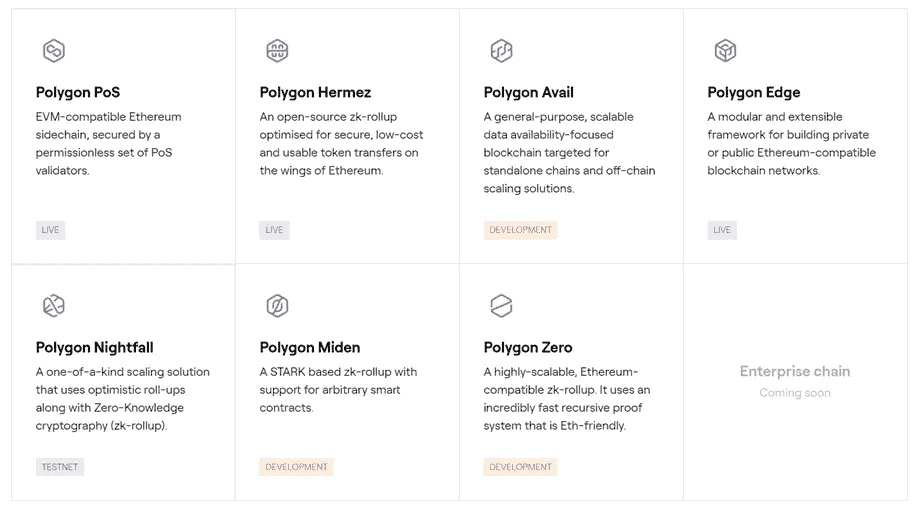 Polygon PoS
EVM-compatible Ethereum
sidechain, secured by a
permissionless set of PoS
validators.
LIVE
Polygon Hermez
An open-source zk-rollup
optimised for secure, low-cost
and usable token transfers on
the wings of Ethereum.
LIVE
Polygon Avail
A general-purpose, scalable
data availability-focused
blockchain targeted for
standalone chains and off-chain
scaling solutions.
DEVELOPMENT
Polygon Edge
A modular and extensible
framework for building private
or public Ethereum-compatible
blockchain networks.
LIVE
Polygon Nightfall
A one-of-a-kind scaling solution
that uses optimistic roll-ups
along with Zero-Knowledge
cryptography (zk-rollup).
TESTNET
Polygon Miden
A STARK based zk-rollup with
support for arbitrary smart
contracts.
DEVELOPMENT
Polygon Zero
A highly-scalable, Ethereum-
compatible zk-rollup. It uses an
incredibly fast recursive proof
system that is Eth-friendly.
DEVELOPMENT
Enterprise chain
Coming soon